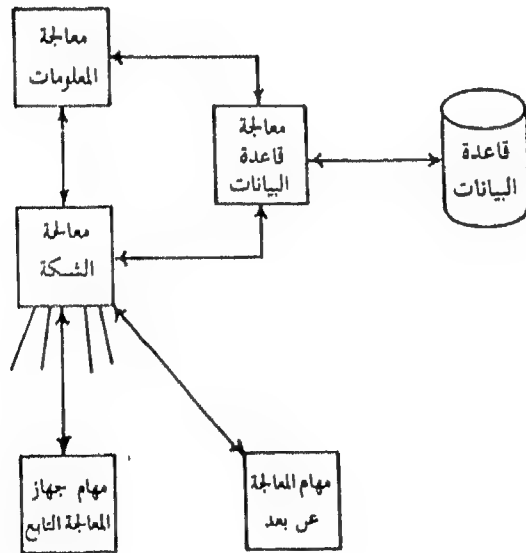 معالجة
المعلومات
معالجة
قاعدة
البيانات
قاعدة
البيانات
معالجة
الشبكة
مهام جهاز
المعالجة التابع
مهام المعالجة
عن بعد